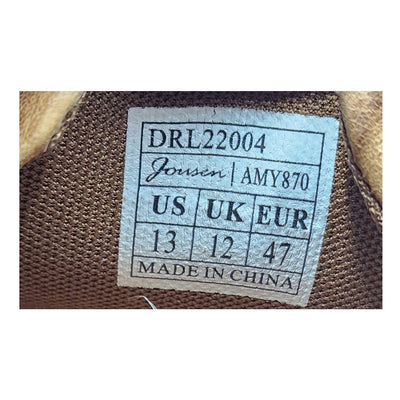 DRL22004
Jousen | AMY870
US UK EUR
13 12 47
MADE IN CHINA